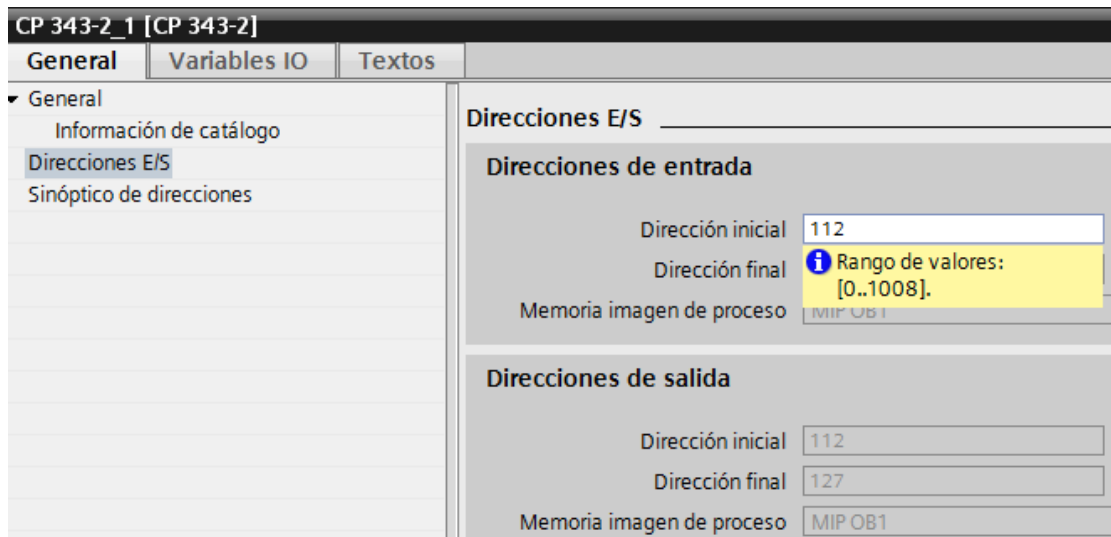 CP 343-2_1 [CP 343-2]
General Variables IO Textos
General
Información de catálogo
Direcciones E/S
Sinóptico de direcciones
Direcciones E/S
Direcciones de entrada
Dirección inicial 112
Dirección final
Rango de valores:
[0..1008].
Memoria imagen de proceso MIP OB1
Direcciones de salida
Dirección inicial 112
Dirección final 127
Memoria imagen de proceso MIP OB1